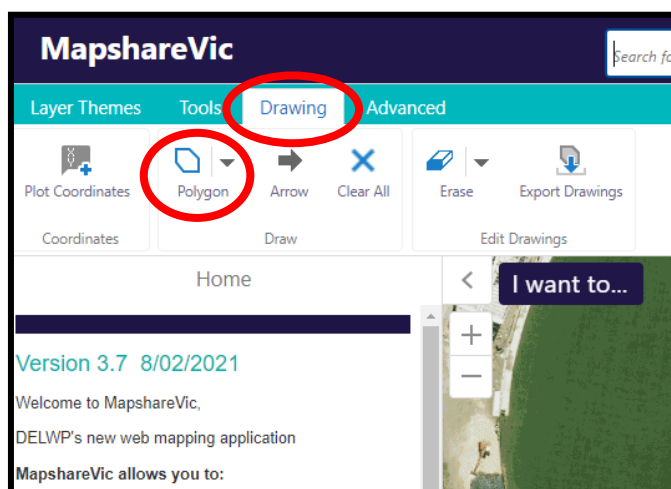 MapshareVic
Search fo
Layer Themes Tools Drawing Advanced
Plot Coordinates Polygon Arrow Clear All Erase Export Drawings
Coordinates Draw Edit Drawings
Home
I want to...
Version 3.7 8/02/2021
Welcome to MapshareVic,
DELWP's new web mapping application
MapshareVic allows you to: